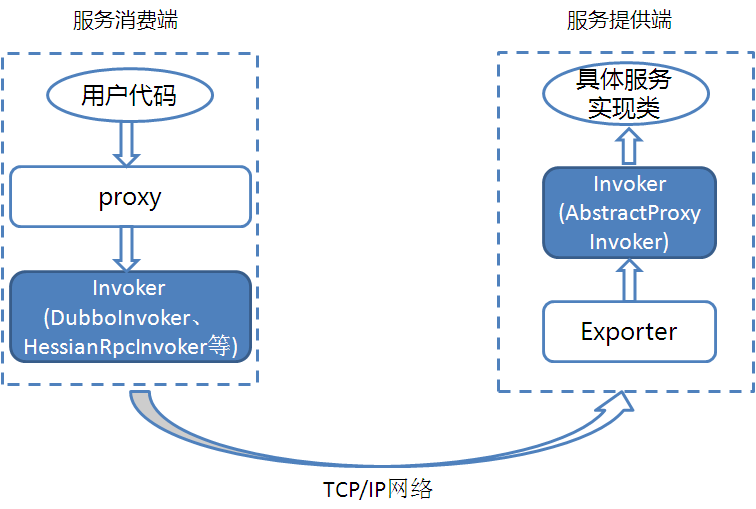 服务消费端
用户代码
proxy
Invoker
(DubboInvoker、
HessianRpcInvoker等)
服务提供端
具体服务
实现类
Invoker
(AbstractProxy
Invoker)
Exporter
TCP/IP网络